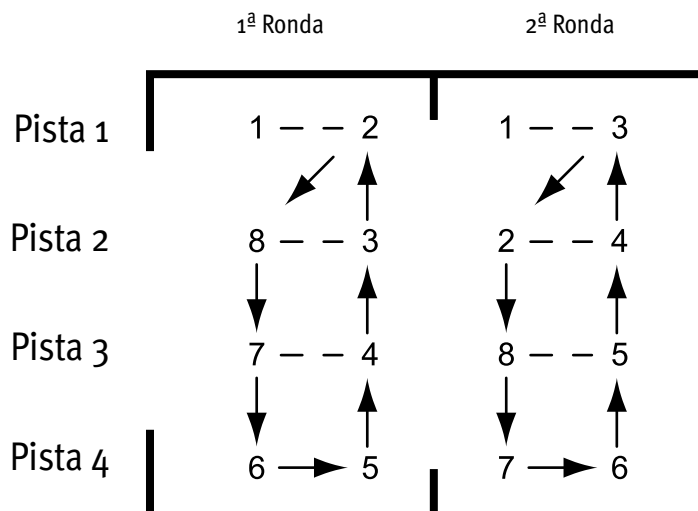 1ª Ronda 2ª Ronda
Pista 1 1 – – 2 1 – – 3
Pista 2 8 – – 3 2 – – 4
Pista 3 7 – – 4 8 – – 5
Pista 4 6 5 7 6